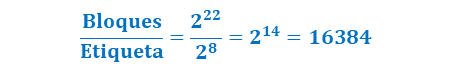 Bloques/Etiqueta = 2²²/2⁸ = 2¹⁴ = 16384